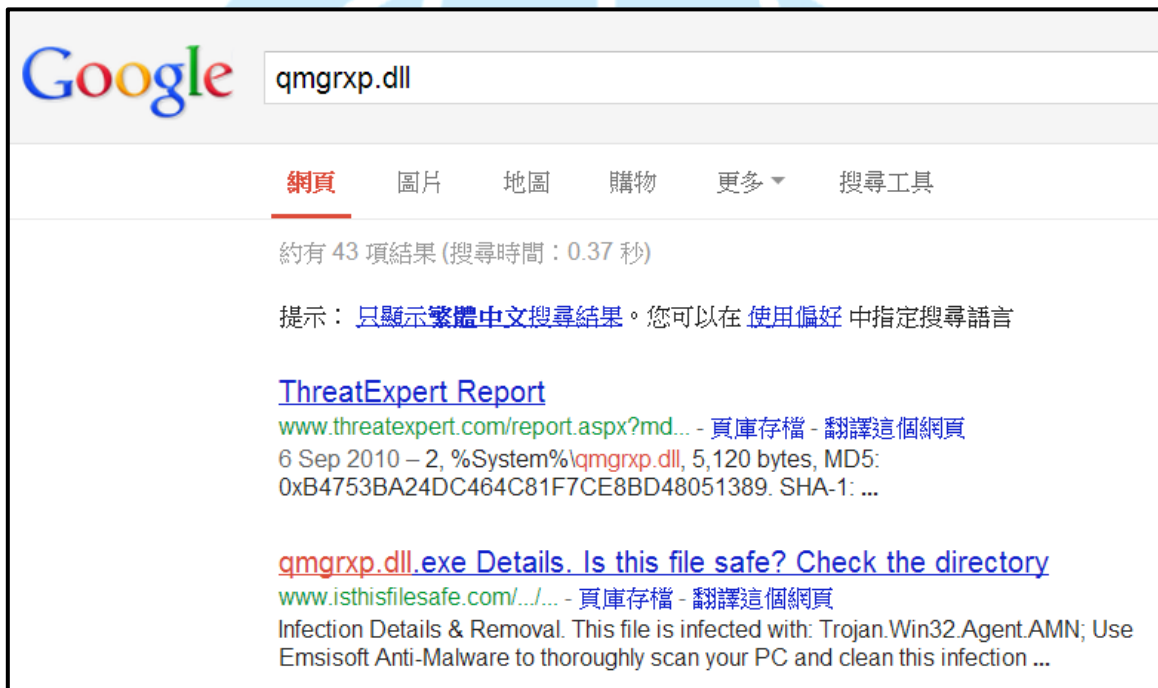 Google qmgrxp.dll
網頁 圖片 地圖 購物 更多 搜尋工具
約有 43 項結果 (搜尋時間：0.37 秒)
提示： 只顯示繁體中文搜尋結果。您可以在 使用偏好 中指定搜尋語言
ThreatExpert Report
www.threatexpert.com/report.aspx?md... - 頁庫存檔 - 翻譯這個網頁
6 Sep 2010 – 2, %System%\qmgrxp.dll, 5,120 bytes, MD5:
0xB4753BA24DC464C81F7CE8BD48051389. SHA-1: ...
qmgrxp.dll.exe Details. Is this file safe? Check the directory
www.isthisfilesafe.com/.../... - 頁庫存檔 - 翻譯這個網頁
Infection Details & Removal. This file is infected with: Trojan.Win32.Agent.AMN; Use
Emsisoft Anti-Malware to thoroughly scan your PC and clean this infection ...